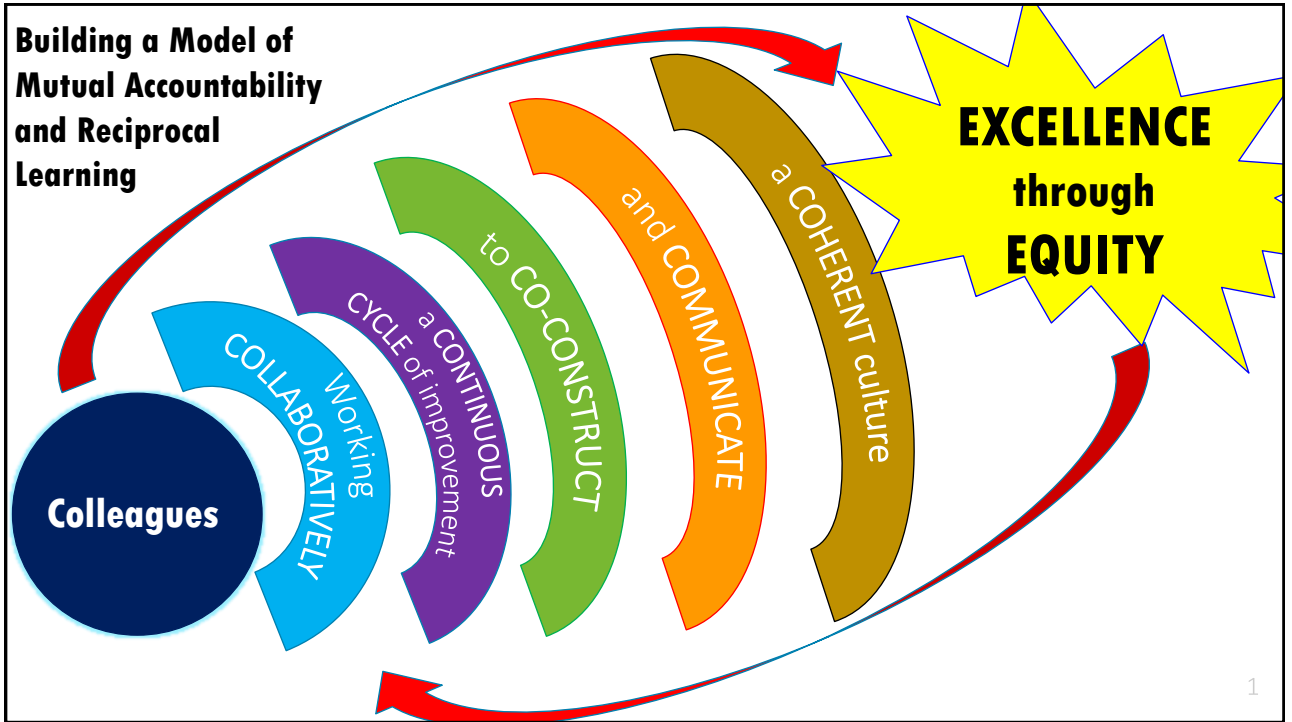 Building a Model of
Mutual Accountability
and Reciprocal
Learning
EXCELLENCE
through
EQUITY
Colleagues
Working
COLLABORATIVELY
a CONTINUOUS
CYCLE of improvement
to CO-CONSTRUCT
and COMMUNICATE
a COHERENT culture
1